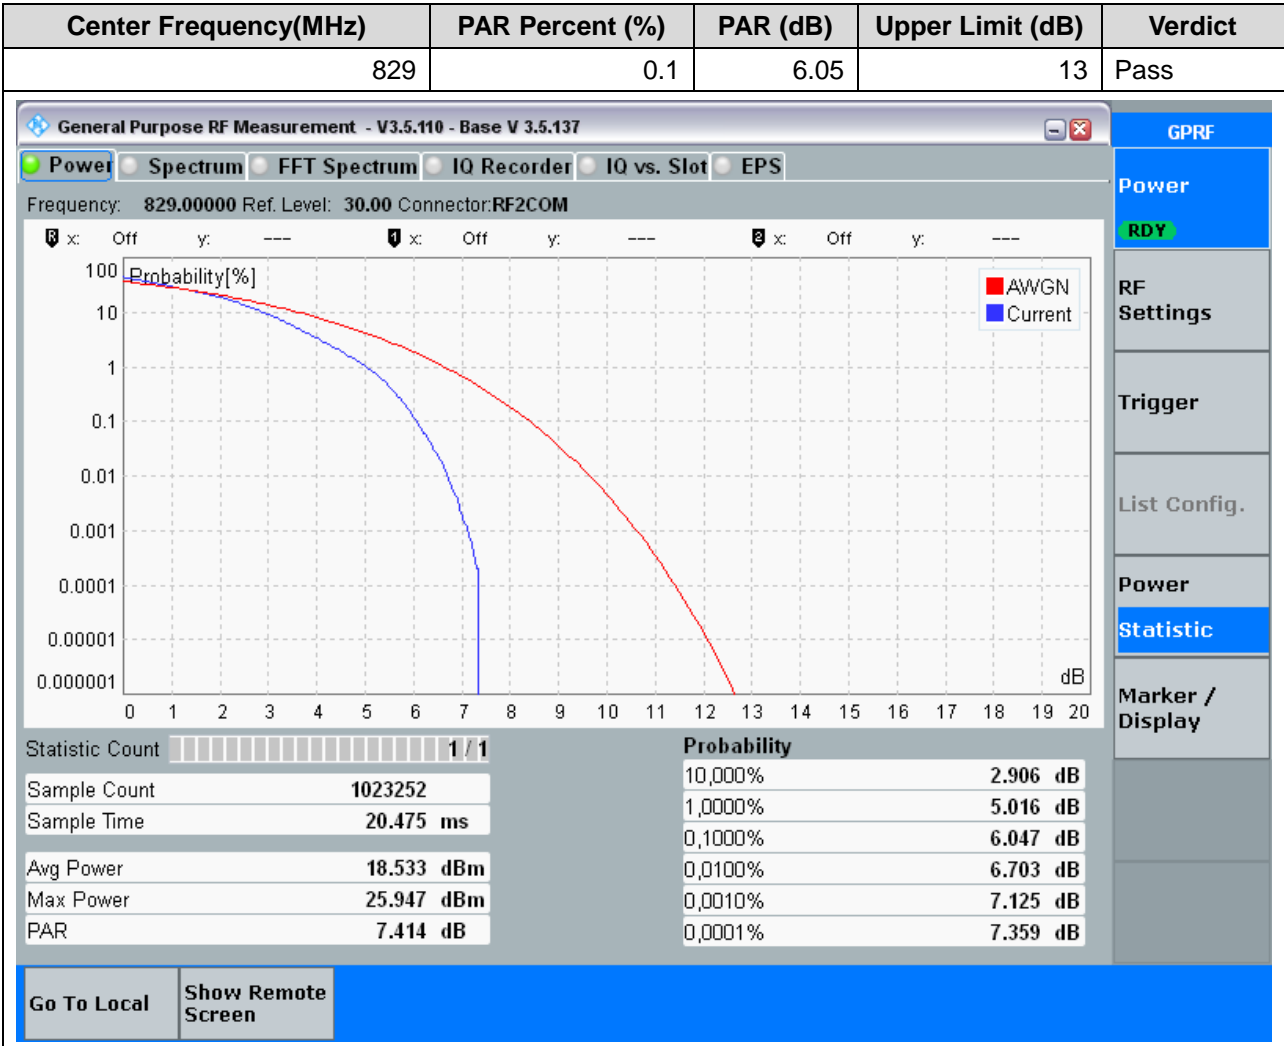 Center Frequency(MHz) PAR Percent (%) PAR (dB) Upper Limit (dB) Verdict
829 0.1 6.05 13 Pass
General Purpose RF Measurement - V3.5.110 - Base V 3.5.137
GPRF
Power Spectrum FFT Spectrum IQ Recorder IQ vs. Slot EPS
Frequency: 829.00000 Ref. Level: 30.00 Connector:RF2COM
R x: Off y: --- 1 x: Off y: --- 2 x: Off y: ---
Probability[%]
AWGN
Current
100
10
1
0.1
0.01
0.001
0.0001
0.00001
0.000001
dB
0 1 2 3 4 5 6 7 8 9 10 11 12 13 14 15 16 17 18 19 20
Statistic Count 1 / 1
Sample Count 1023252
Sample Time 20.475 ms
Avg Power 18.533 dBm
Max Power 25.947 dBm
PAR 7.414 dB
Probability
10,000% 2.906 dB
1,0000% 5.016 dB
0,1000% 6.047 dB
0,0100% 6.703 dB
0,0010% 7.125 dB
0,0001% 7.359 dB
Power
RDY
RF
Settings
Trigger
List Config.
Power
Statistic
Marker /
Display
Go To Local
Show Remote
Screen